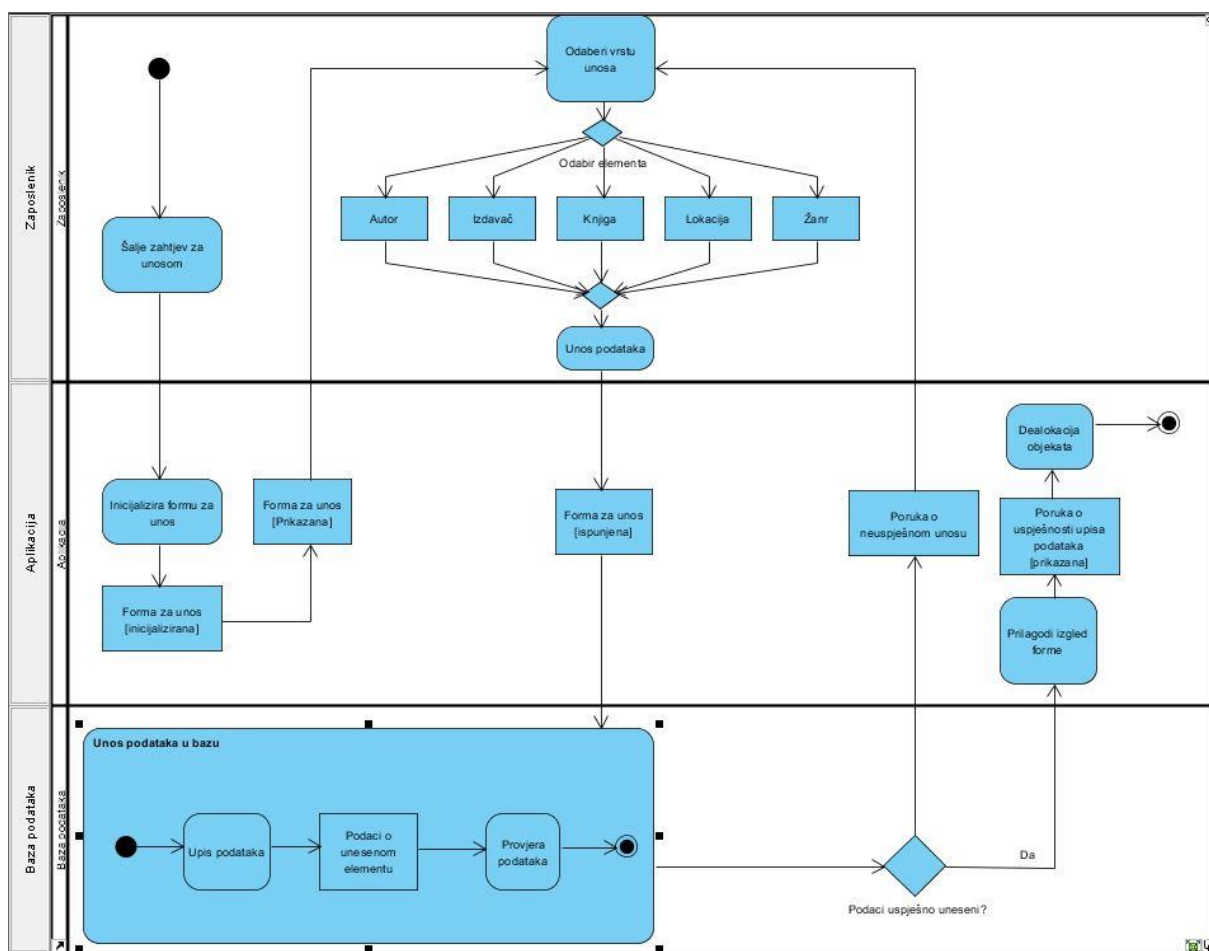 Zaposlenik
Zaposlenik
Odaberi vrstu
unosa
Odabir elementa
Autor
Izdavač
Knjiga
Lokacija
Žanr
Šalje zahtjev za
unosom
Unos podataka
Aplikacija
Aplikacija
Inicijalizira formu za
unos
Forma za unos
[Prikazana]
Forma za unos
[inicijalizirana]
Forma za unos
[ispunjena]
Poruka o
neuspješnom unosu
Dealokacija
objekata
Poruka o
uspješnosti upisa
podataka
[prikazana]
Prilagodi izgled
forme
Baza podataka
Baza podataka
Unos podataka u bazu
Upis podataka
Podaci o
unesenom
elementu
Provjera
podataka
Da
Podaci uspješno uneseni?